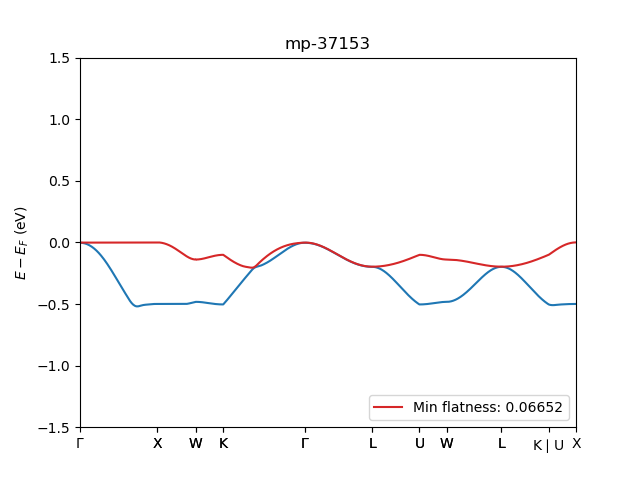 mp-37153
E − E_F (eV)
1.5
1.0
0.5
0.0
−0.5
−1.0
−1.5
Min flatness: 0.06652
Γ X W K Γ L U W L K | U X